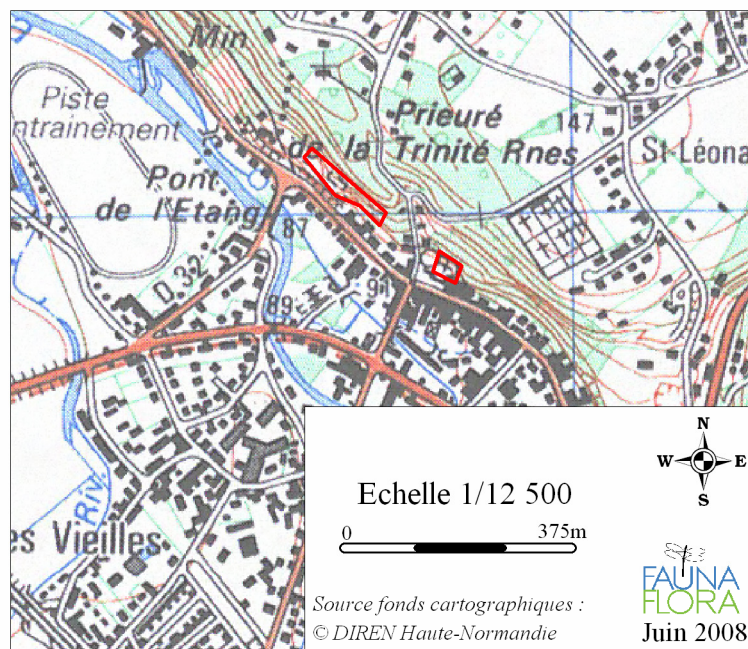 Min
Piste
ntrainement
Prieuré
147
de la Trinité Rnes
St-Léona
Pont
de l'Etang
87
D.32
91
89
Riv.
es Vieilles
N
W E
S
Echelle 1/12 500
0 375m
Source fonds cartographiques :
© DIREN Haute-Normandie
FAUNA
FLORA
Juin 2008